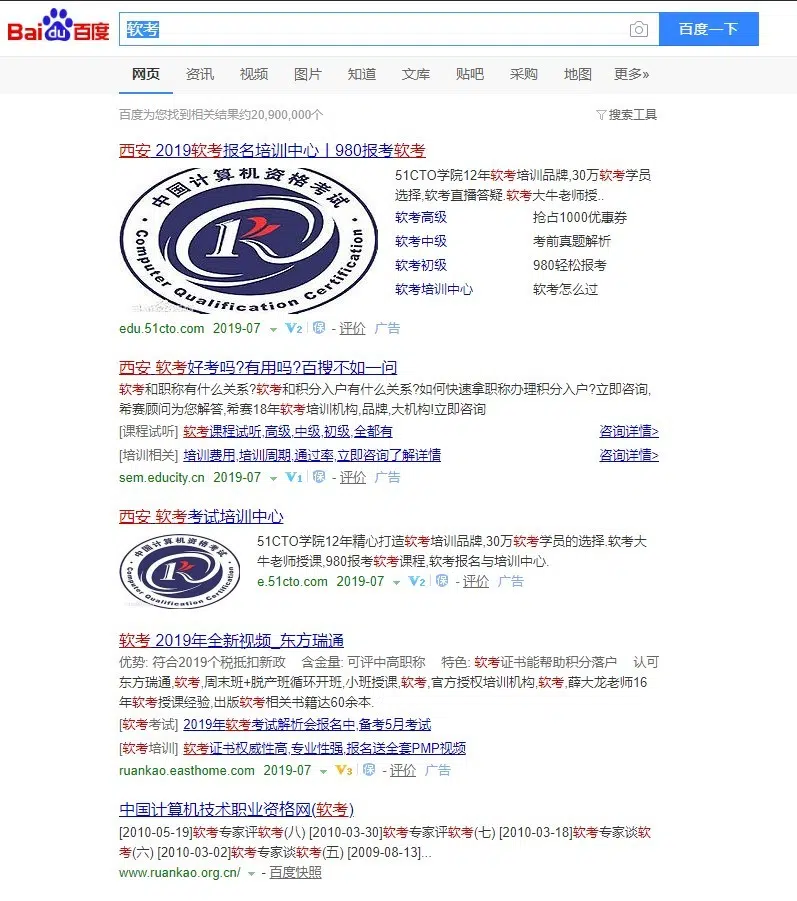 Bai du 百度
软考
百度一下
网页 资讯 视频 图片 知道 文库 贴吧 采购 地图 更多»
百度为您找到相关结果约20,900,000个
搜索工具
西安 2019软考报名培训中心丨980报考软考
中国计算机资格考试
Computer Qualification Certification
51CTO学院12年软考培训品牌,30万软考学员
选择,软考直播答疑.软考大牛老师授..
软考高级 抢占1000优惠券
软考中级 考前真题解析
软考初级 980轻松报考
软考培训中心 软考怎么过
edu.51cto.com 2019-07 V2 保 - 评价 广告
西安 软考好考吗?有用吗?百搜不如一问
软考和职称有什么关系?软考和积分入户有什么关系?如何快速拿职称办理积分入户?立即咨询,
希赛顾问为您解答,希赛18年软考培训机构,品牌,大机构!立即咨询
[课程试听] 软考课程试听,高级,中级,初级,全都有 咨询详情>
[培训相关] 培训费用,培训周期,通过率,立即咨询了解详情 咨询详情>
sem.educity.cn 2019-07 V1 保 - 评价 广告
西安 软考考试培训中心
中国计算机资格考试
Computer Qualification Certification
51CTO学院12年精心打造软考培训品牌,30万软考学员的选择.软考大
牛老师授课,980报考软考课程,软考报名与培训中心.
e.51cto.com 2019-07 V2 保 - 评价 广告
软考 2019年全新视频_东方瑞通
优势: 符合2019个税抵扣新政 含金量: 可评中高职称 特色: 软考证书能帮助积分落户 认可
东方瑞通,软考,周末班+脱产班循环开班,小班授课,软考,官方授权培训机构,软考,薛大龙老师16
年软考授课经验,出版软考相关书籍达60余本.
[软考考试] 2019年软考考试解析会报名中,备考5月考试
[软考培训] 软考证书权威性高,专业性强,报名送全套PMP视频
ruankao.easthome.com 2019-07 V3 保 - 评价 广告
中国计算机技术职业资格网(软考)
[2010-05-19]软考专家评软考(八) [2010-03-30]软考专家评软考(七) [2010-03-18]软考专家谈软
考(六) [2010-03-02]软考专家谈软考(五) [2009-08-13]...
www.ruankao.org.cn/ - 百度快照